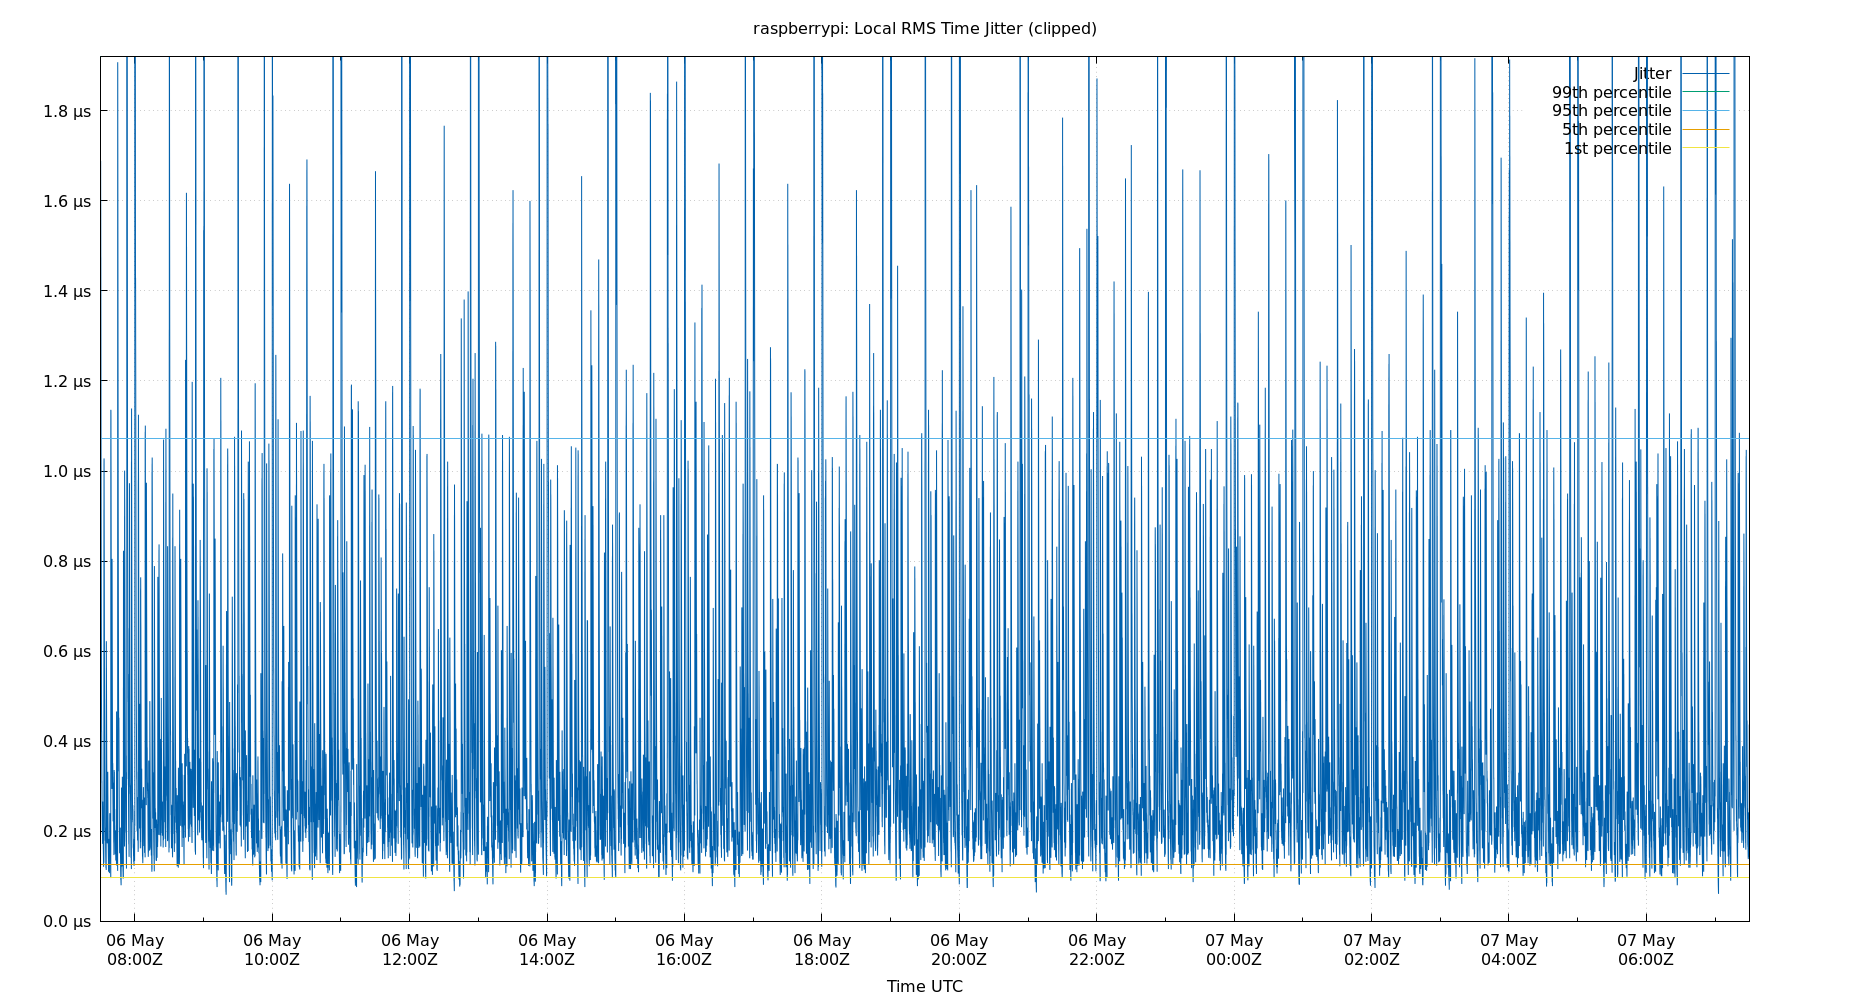 raspberrypi: Local RMS Time Jitter (clipped)
Jitter
99th percentile
95th percentile
5th percentile
1st percentile
1.8 μs
1.6 μs
1.4 μs
1.2 μs
1.0 μs
0.8 μs
0.6 μs
0.4 μs
0.2 μs
0.0 μs
06 May 06 May 06 May 06 May 06 May 06 May 06 May 06 May 07 May 07 May 07 May 07 May
08:00Z 10:00Z 12:00Z 14:00Z 16:00Z 18:00Z 20:00Z 22:00Z 00:00Z 02:00Z 04:00Z 06:00Z
Time UTC